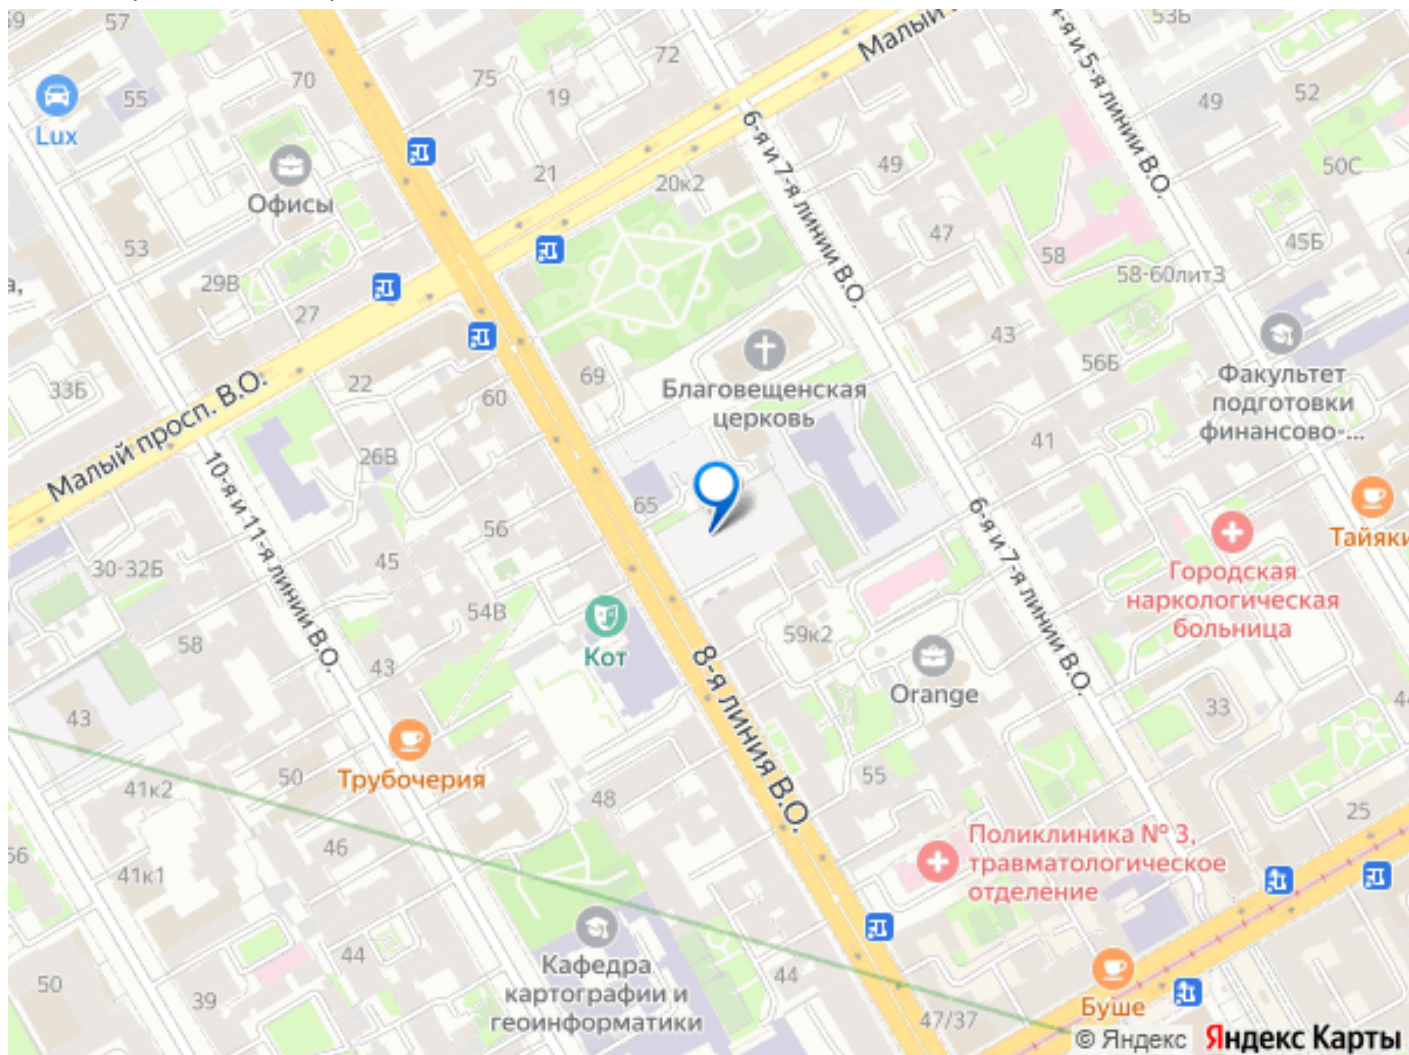 59
57
72
Малый
4-я и 5-я линии В.О.
53Б
70
75
19
49
52
55
Lux
6-я и 7-я линии В.О.
49
50С
21
20к2
Офисы
53
47
45Б
58
58-60литЗ
29В
27
43
33Б
22
69
60
56Б
Благовещенская
церковь
Факультет
подготовки
финансово-...
Малый просп. В.О.
10-я и 11-я линии В.О.
26В
41
65
6-я и 7-я линии В.О.
Тайяки
56
45
30-32Б
Городская
наркологическая
больница
54В
Кот
59к2
58
43
8-я линия В.О.
Orange
33
43
Трубочерия
50
41к2
48
55
25
46
Поликлиника № 3,
травматологическое
отделение
41к1
44
Кафедра
картографии и
геоинформатики
44
50
39
47/37
Буше
© Яндекс Яндекс Карты